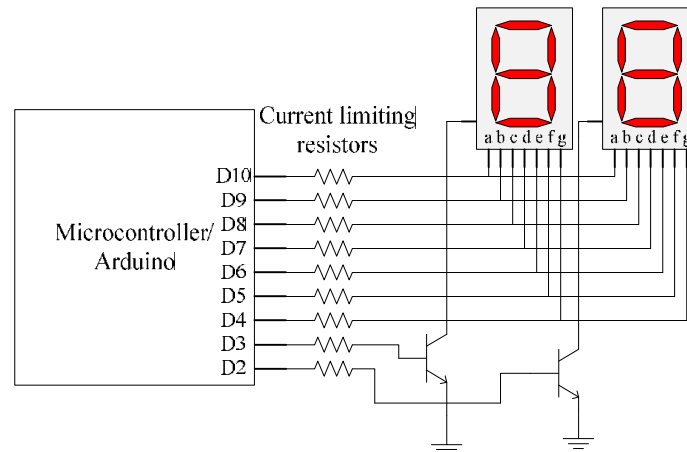 Current limiting
resistors
a b c d e f g
a b c d e f g
Microcontroller/
Arduino
D10
D9
D8
D7
D6
D5
D4
D3
D2